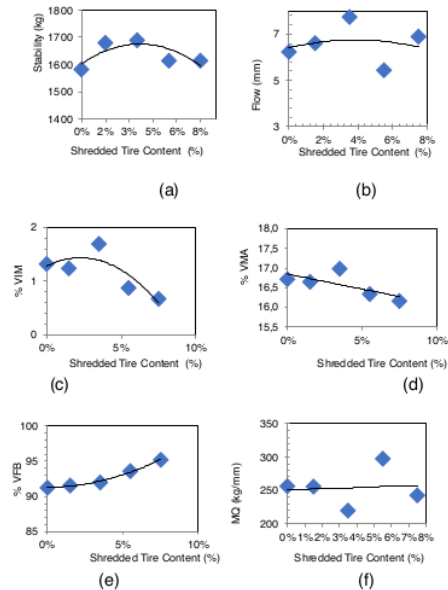 Stability (kg)
1800
1700
1600
1500
1400
0% 2% 3% 5% 6% 8%
Shredded Tire Content (%)
(a)
Flow (mm)
9
6
3
0% 2% 4% 6% 8%
Shredded Tire Content (%)
(b)
% VIM
2
1
0
0% 5% 10%
Shredded Tire Content (%)
(c)
% VMA
18,0
17,5
17,0
16,5
16,0
15,5
0% 5% 10%
Shredded Tire Content (%)
(d)
% VFB
100
95
90
85
0% 5% 10%
Shredded Tire Content (%)
(e)
MQ (kg/mm)
350
300
250
200
0% 1% 2% 3% 4% 5% 6% 7% 8%
Shredded Tire Content (%)
(f)